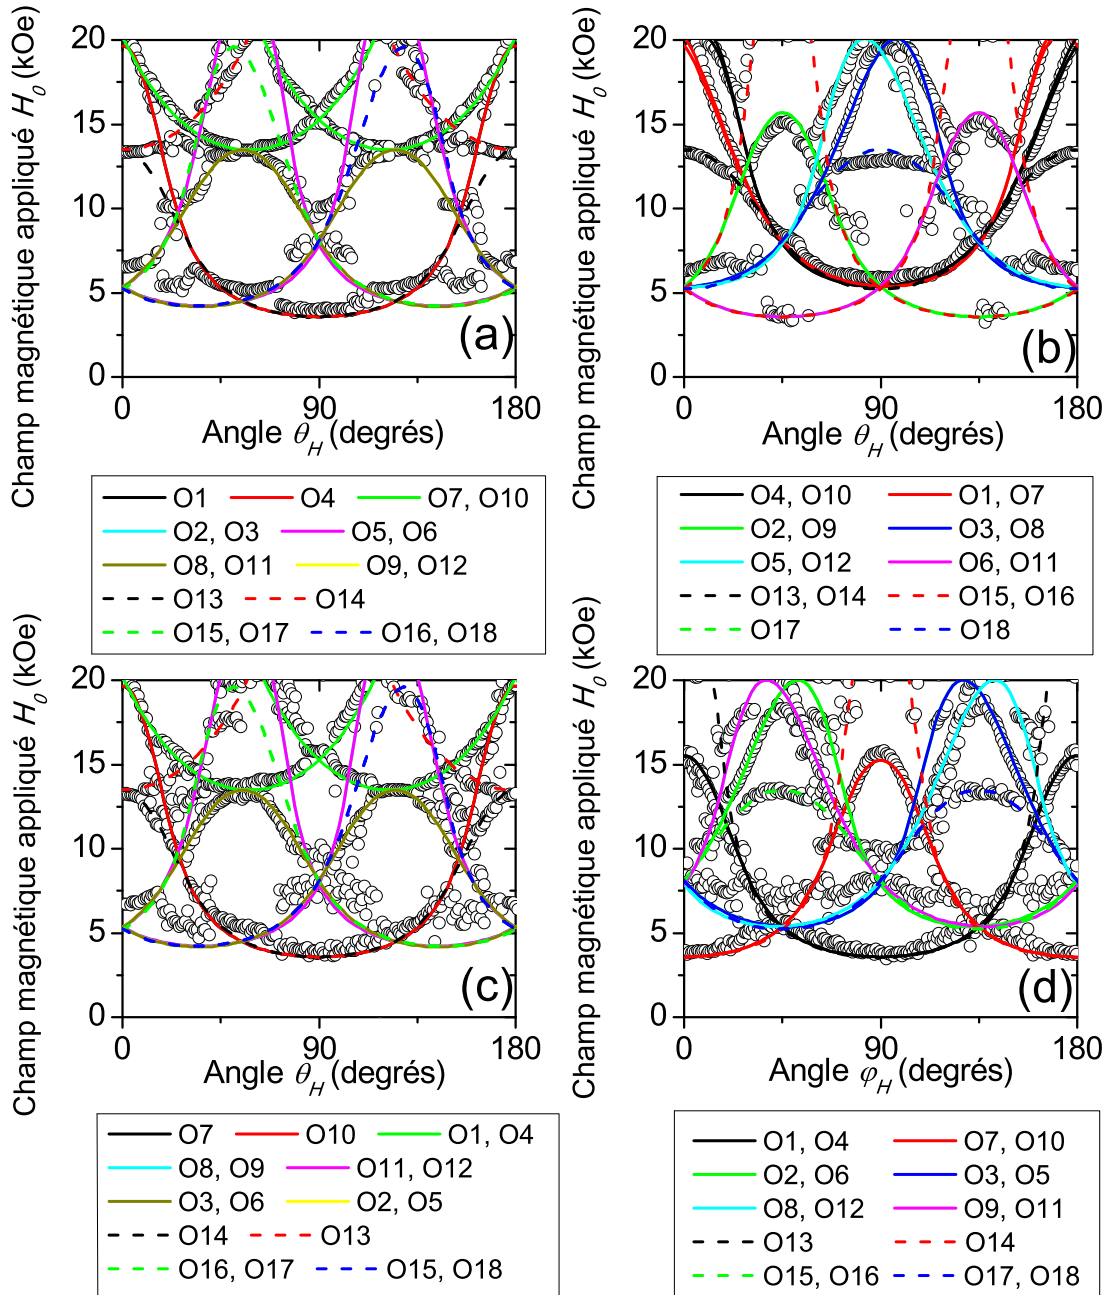 Champ magnétique appliqué H0 (kOe)
20
15
10
5
0
(a)
0 90 180
Angle θH (degrés)
Champ magnétique appliqué H0 (kOe)
20
15
10
5
0
(b)
0 90 180
Angle θH (degrés)
O1 O4 O7, O10
O2, O3 O5, O6
O8, O11 O9, O12
O13 O14
O15, O17 O16, O18
O4, O10 O1, O7
O2, O9 O3, O8
O5, O12 O6, O11
O13, O14 O15, O16
O17 O18
Champ magnétique appliqué H0 (kOe)
20
15
10
5
0
(c)
0 90 180
Angle θH (degrés)
Champ magnétique appliqué H0 (kOe)
20
15
10
5
0
(d)
0 90 180
Angle φH (degrés)
O7 O10 O1, O4
O8, O9 O11, O12
O3, O6 O2, O5
O14 O13
O16, O17 O15, O18
O1, O4 O7, O10
O2, O6 O3, O5
O8, O12 O9, O11
O13 O14
O15, O16 O17, O18